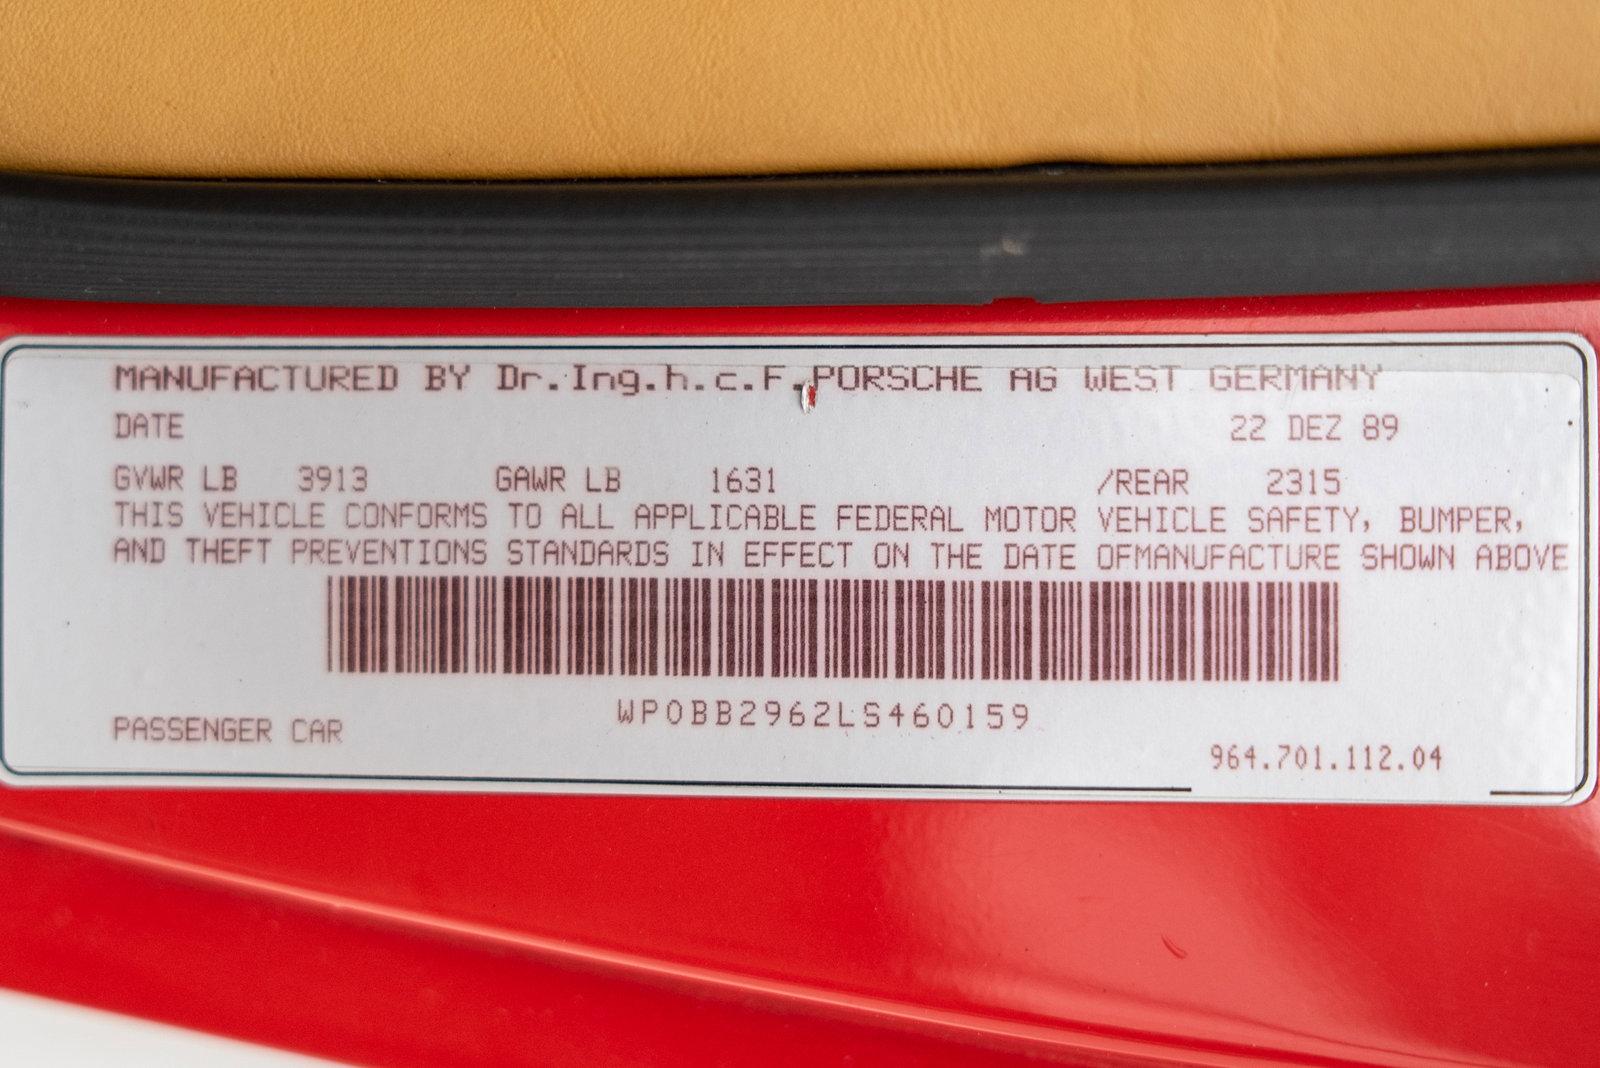 MANUFACTURED BY Dr.Ing.h.c.F.PORSCHE AG WEST GERMANY
DATE 22 DEZ 89
GVWR LB 3913 GAWR LB 1631 /REAR 2315
THIS VEHICLE CONFORMS TO ALL APPLICABLE FEDERAL MOTOR VEHICLE SAFETY, BUMPER,
AND THEFT PREVENTIONS STANDARDS IN EFFECT ON THE DATE OFMANUFACTURE SHOWN ABOVE
WP0BB2962LS460159
PASSENGER CAR
964.701.112.04